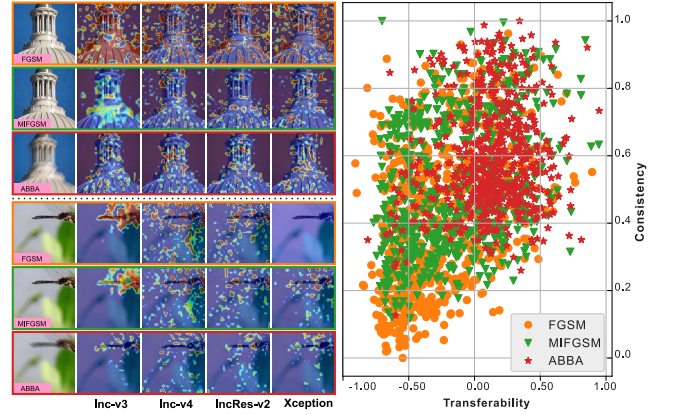 FGSM
MIFGSM
ABBA
FGSM
MIFGSM
ABBA
Inc-v3 Inc-v4 IncRes-v2 Xception
1.0
0.8
0.6
0.4
0.2
0.0
Consistency
FGSM
MIFGSM
ABBA
-1.00 -0.50 0.00 0.50 1.00
Transferability